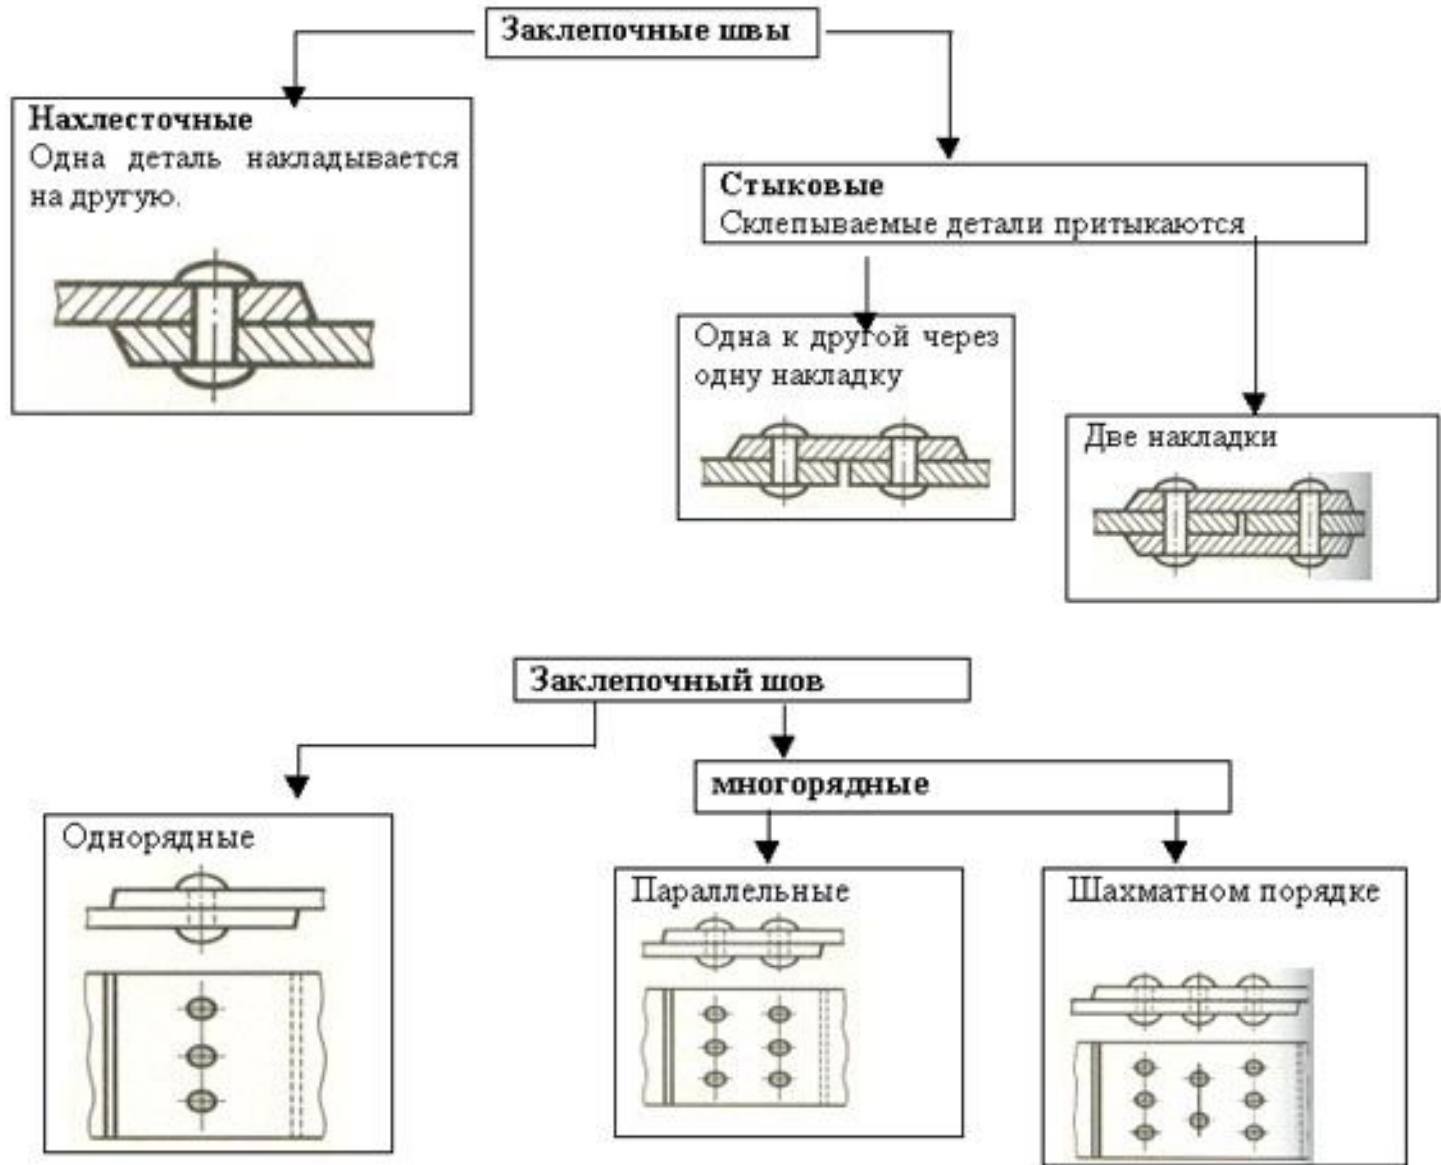 Заклепочные швы
Нахлесточные
Одна деталь накладывается
на другую.
Стыковые
Склепываемые детали притыкаются
Одна к другой через
одну накладку
Две накладки
Заклепочный шов
многорядные
Однорядные
Параллельные
Шахматном порядке